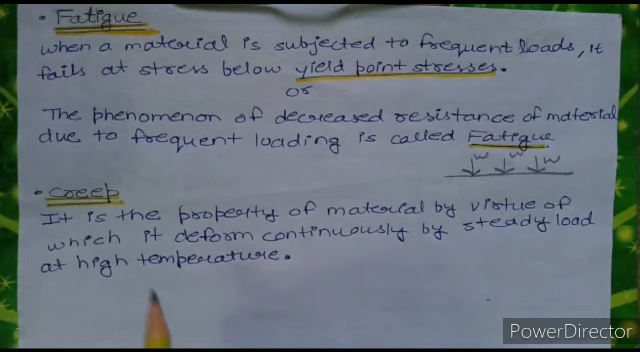 • Fatigue
When a material is subjected to frequent loads, it
fails at stress below yield point stresses.
or
The phenomenon of decreased resistance of material
due to frequent loading is called Fatigue
w w w
• Creep
It is the property of material by virtue of
which it deform continuously by steady load
at high temperature.
PowerDirector